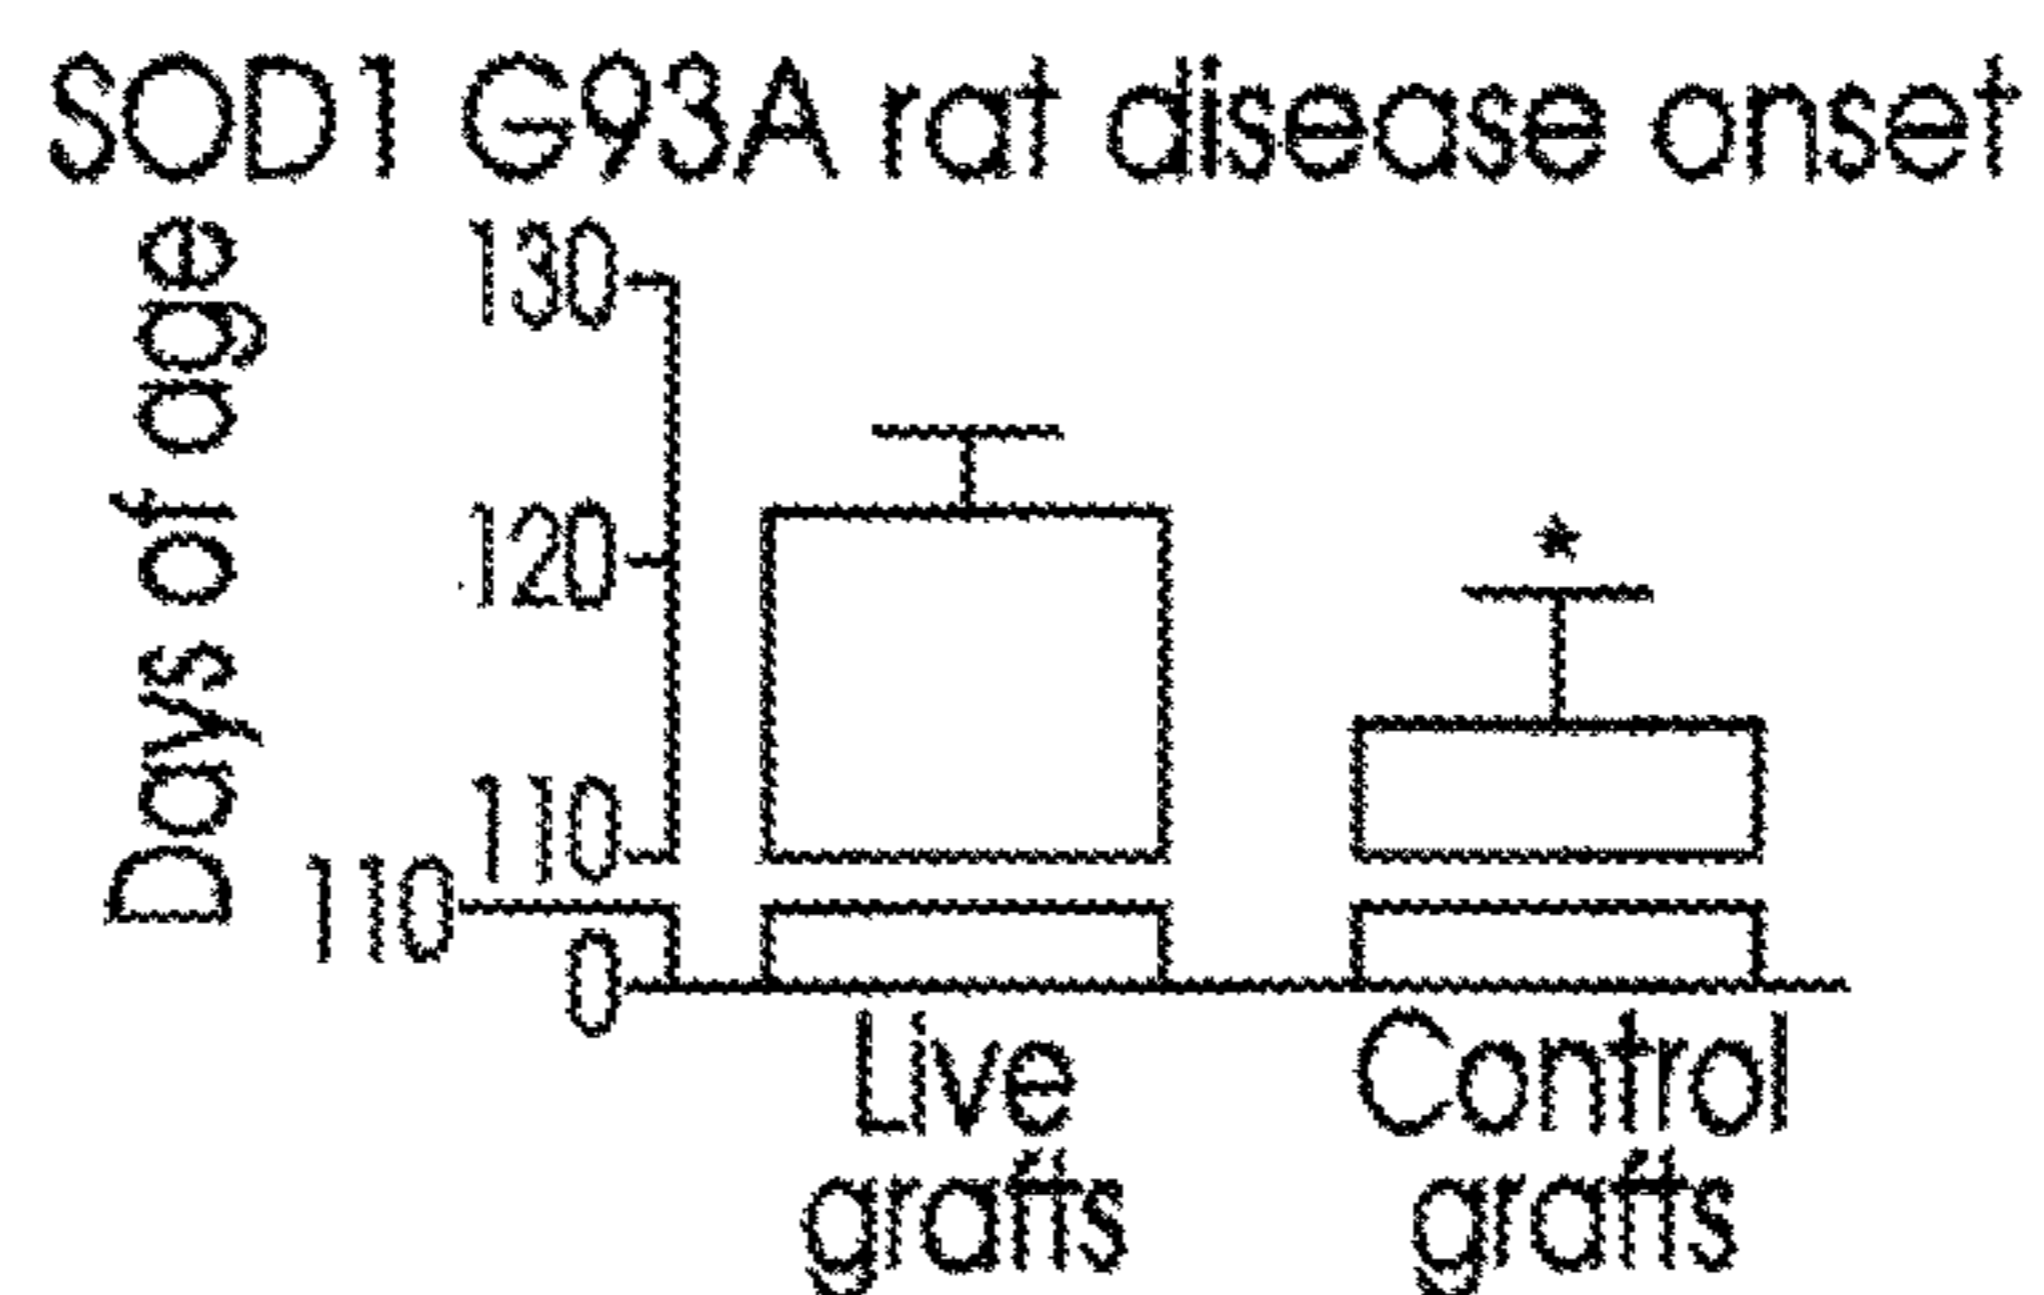 SOD1 G93A rat disease onset
Days of age
130
120
110
110
0
*
Live
grafts
Control
grafts